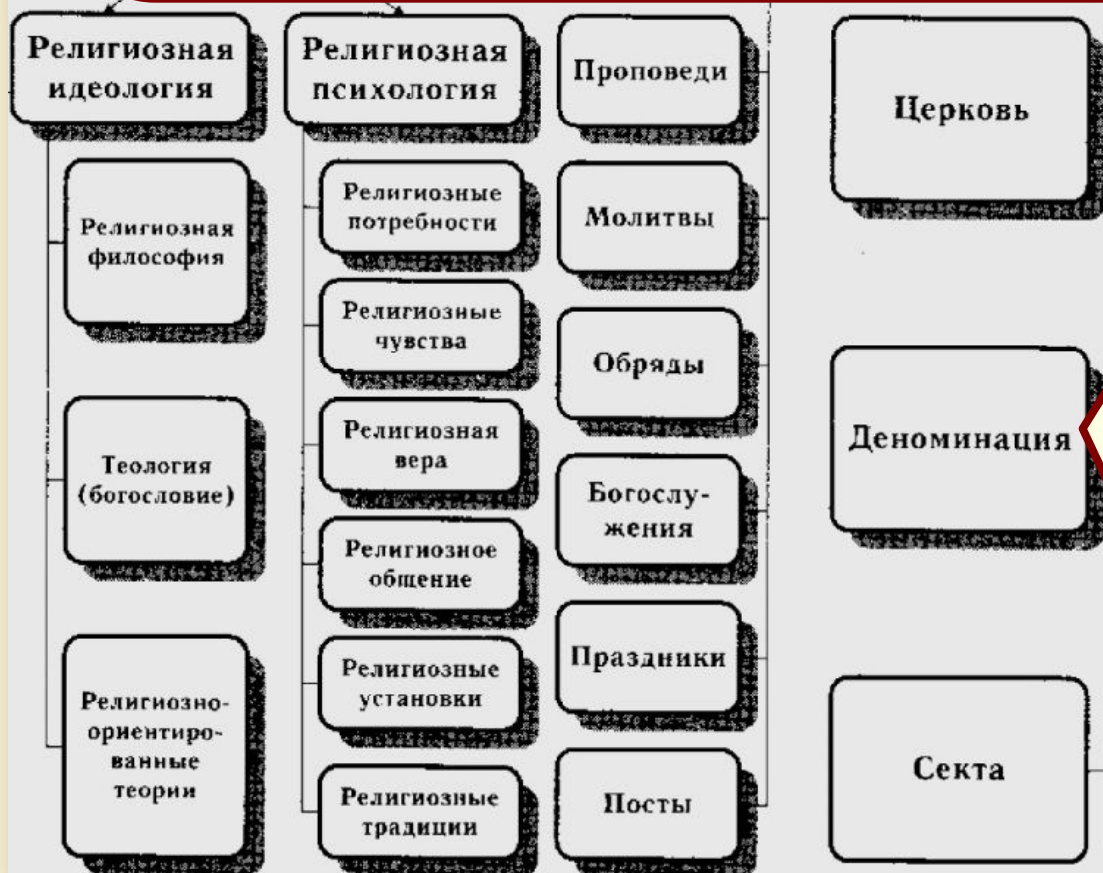 Религиозная
идеология
Религиозная
философия
Теология
(богословие)
Религиозно-
ориентиро-
ванные
теории
Религиозная
психология
Религиозные
потребности
Религиозные
чувства
Религиозная
вера
Религиозное
общение
Религиозные
установки
Религиозные
традиции
Проповеди
Молитвы
Обряды
Богослу-
жения
Праздники
Посты
Церковь
Деноминация
Секта